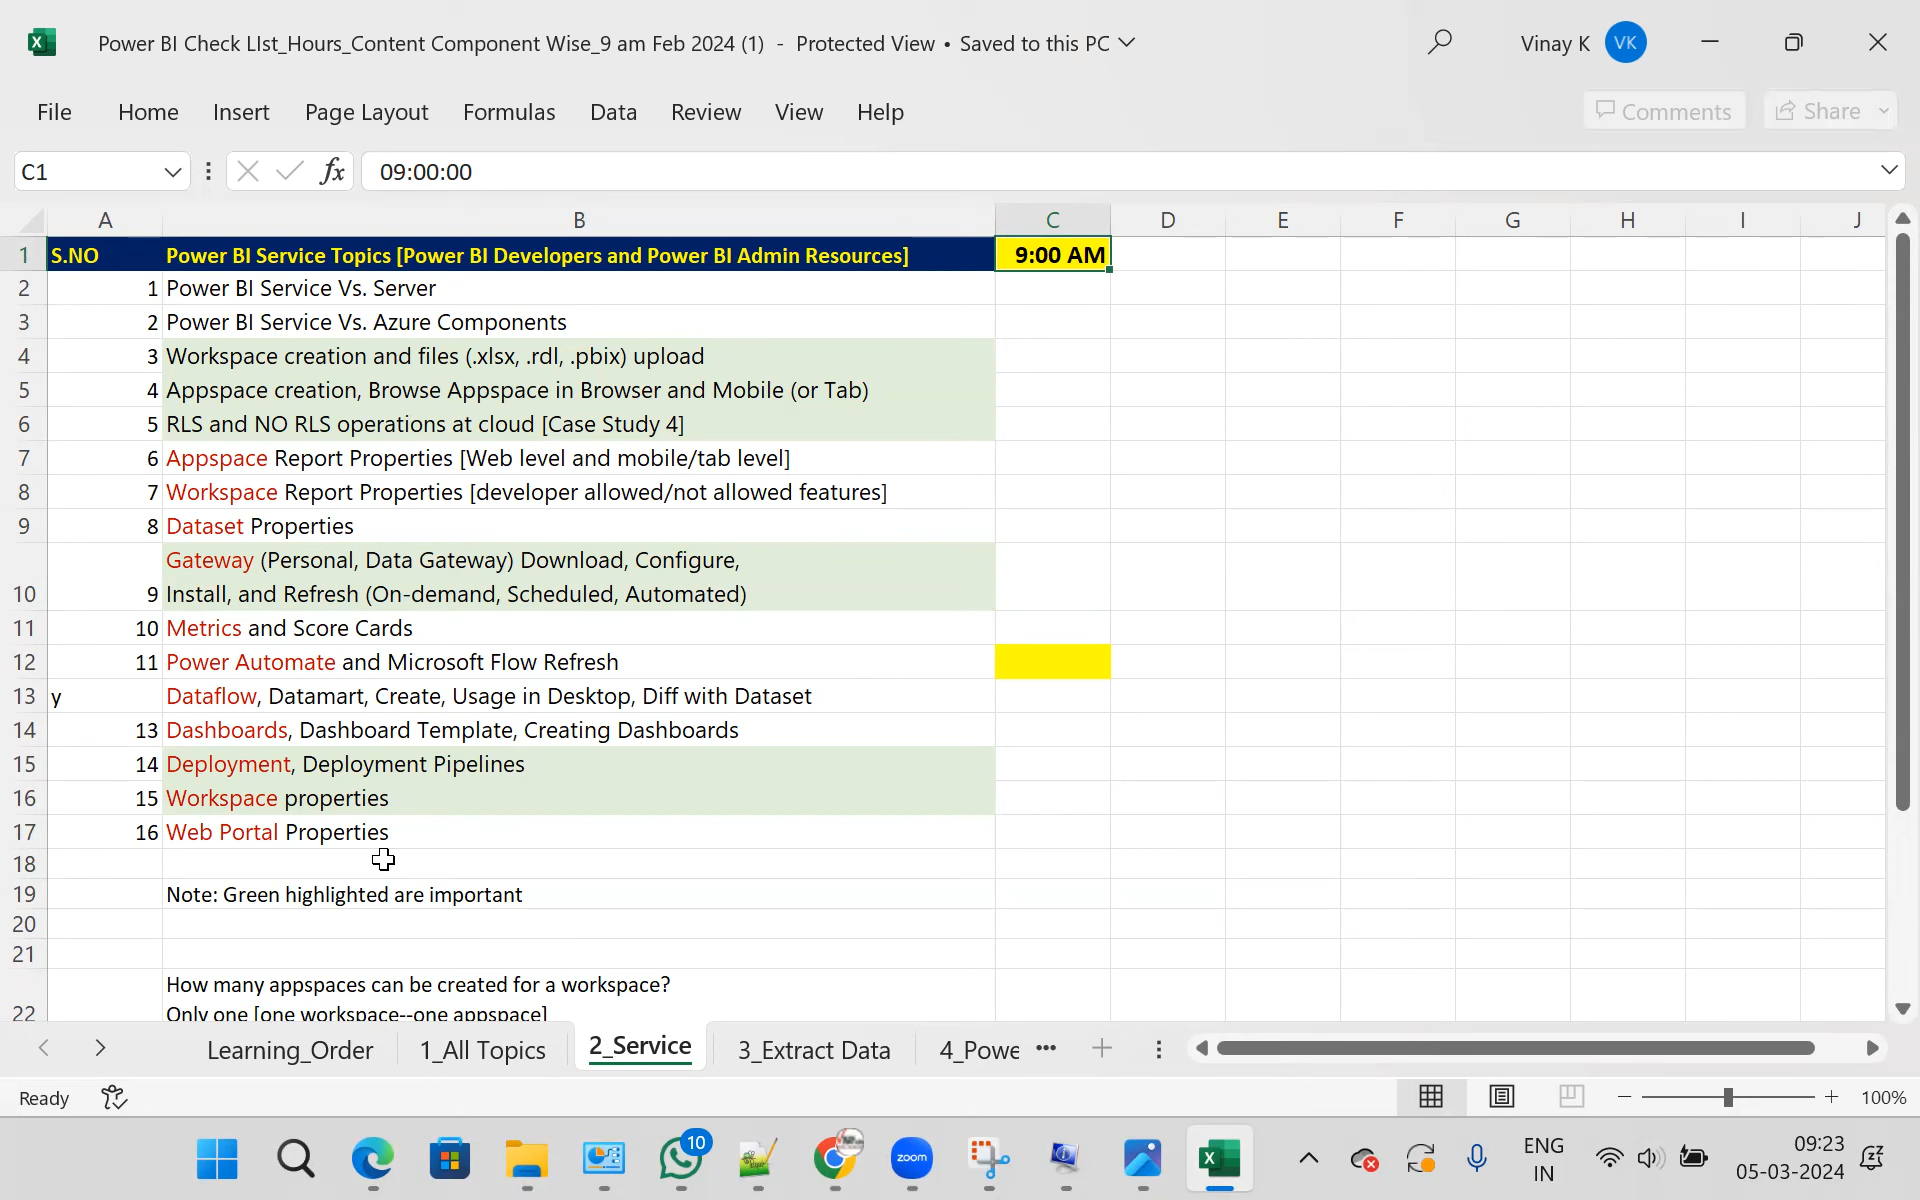 Power BI Check LIst_Hours_Content Component Wise_9 am Feb 2024 (1) - Protected View • Saved to this PC
Vinay K VK
File Home Insert Page Layout Formulas Data Review View Help Comments Share
C1 fx 09:00:00
A B C D E F G H I J
1 S.NO Power BI Service Topics [Power BI Developers and Power BI Admin Resources] 9:00 AM
2 1 Power BI Service Vs. Server
3 2 Power BI Service Vs. Azure Components
4 3 Workspace creation and files (.xlsx, .rdl, .pbix) upload
5 4 Appspace creation, Browse Appspace in Browser and Mobile (or Tab)
6 5 RLS and NO RLS operations at cloud [Case Study 4]
7 6 Appspace Report Properties [Web level and mobile/tab level]
8 7 Workspace Report Properties [developer allowed/not allowed features]
9 8 Dataset Properties
Gateway (Personal, Data Gateway) Download, Configure,
10 9 Install, and Refresh (On-demand, Scheduled, Automated)
11 10 Metrics and Score Cards
12 11 Power Automate and Microsoft Flow Refresh
13 y Dataflow, Datamart, Create, Usage in Desktop, Diff with Dataset
14 13 Dashboards, Dashboard Template, Creating Dashboards
15 14 Deployment, Deployment Pipelines
16 15 Workspace properties
17 16 Web Portal Properties
18
19 Note: Green highlighted are important
20
21
How many appspaces can be created for a workspace?
22 Only one [one workspace--one appspace]
Learning_Order 1_All Topics 2_Service 3_Extract Data 4_Powe
Ready 100%
10 zoom ENG 09:23
IN 05-03-2024